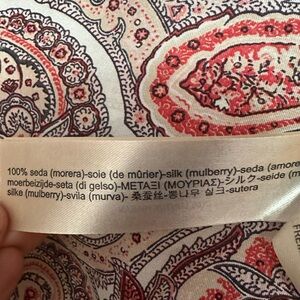 100% seda (morera)-soie (de mûrier)-silk (mulberry)-seda (amore
moerbeizijde-seta (di gelso)-ΜΕΤΑΞΙ (ΜΟΥΡΙΑΣ)-シルク-seide (m
silke (mulberry)-svila (murva)- 桑蚕丝-뽕나무 실크-sutera